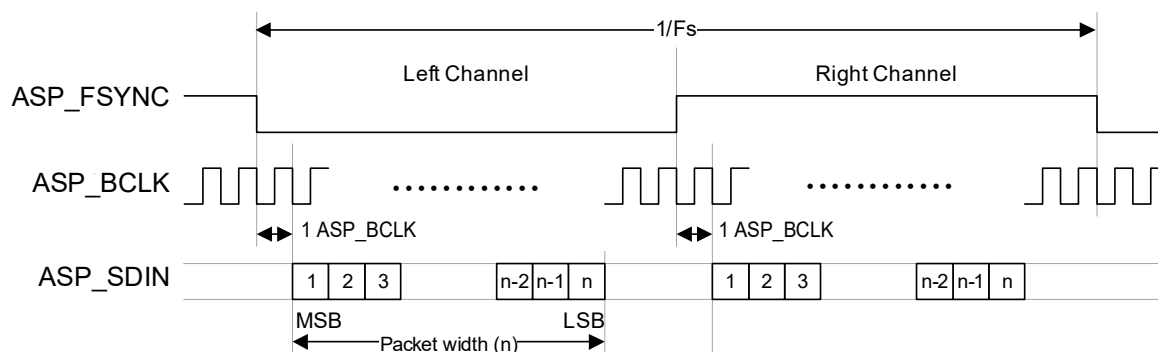 1/Fs
Left Channel
Right Channel
ASP_FSYNC
ASP_BCLK
1 ASP_BCLK
1 ASP_BCLK
ASP_SDIN
1 2 3 n-2 n-1 n 1 2 3 n-2 n-1 n
MSB LSB
Packet width (n)